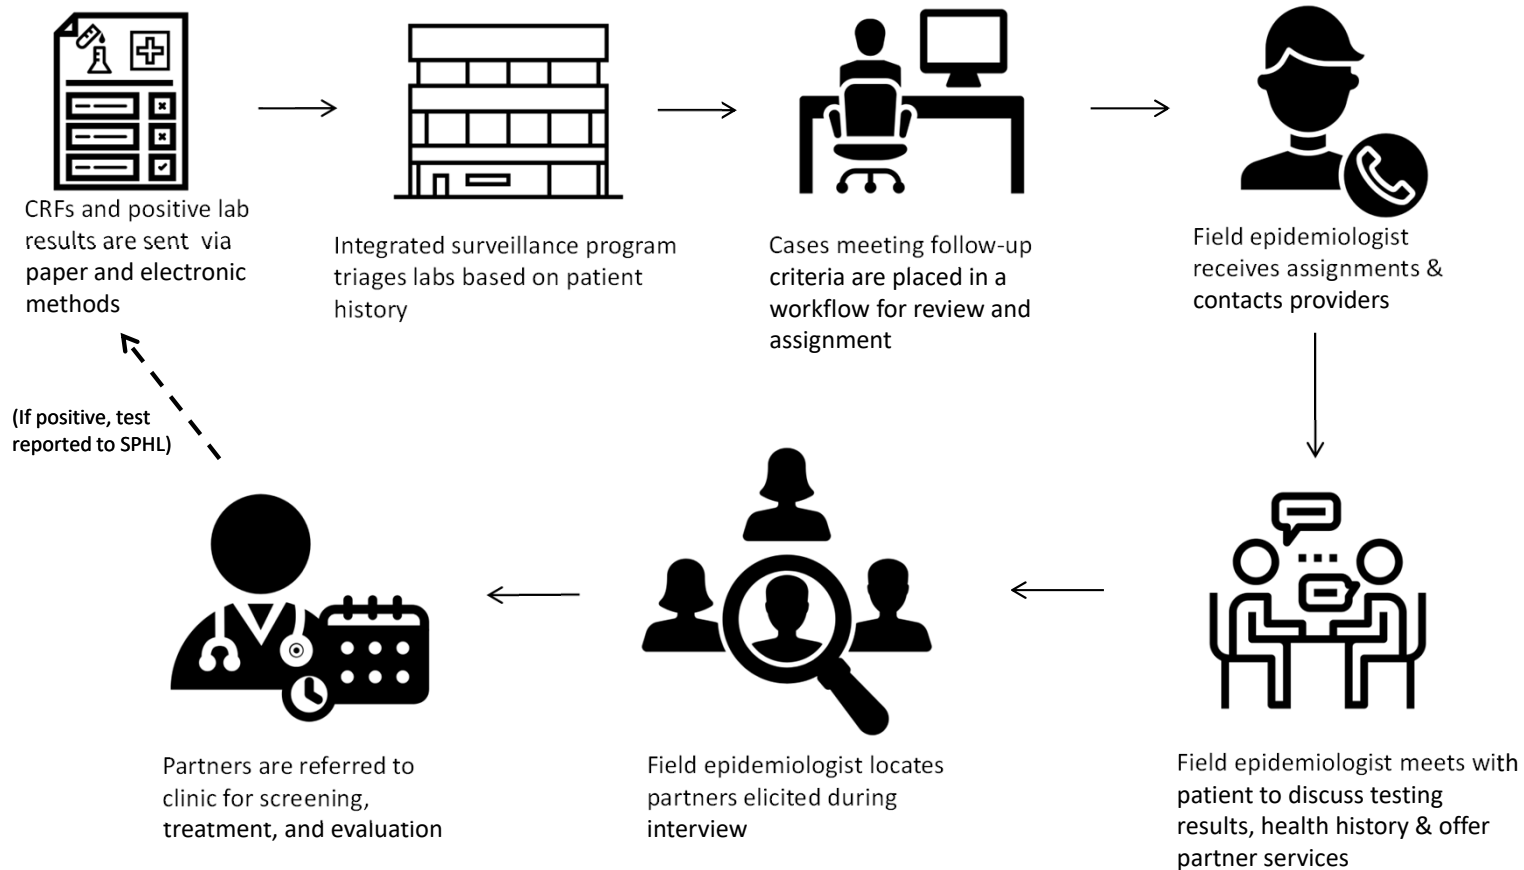 CRFs and positive lab
results are sent via
paper and electronic
methods
Integrated surveillance program
triages labs based on patient
history
Cases meeting follow-up
criteria are placed in a
workflow for review and
assignment
Field epidemiologist
receives assignments &
contacts providers
(If positive, test
reported to SPHL)
Partners are referred to
clinic for screening,
treatment, and evaluation
Field epidemiologist locates
partners elicited during
interview
Field epidemiologist meets with
patient to discuss testing
results, health history & offer
partner services